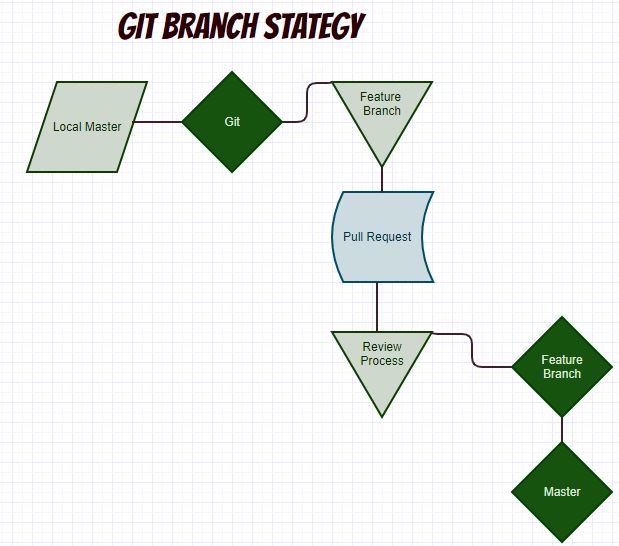 GIT BRANCH STATEGY
Local Master
Git
Feature
Branch
Pull Request
Review
Process
Feature
Branch
Master